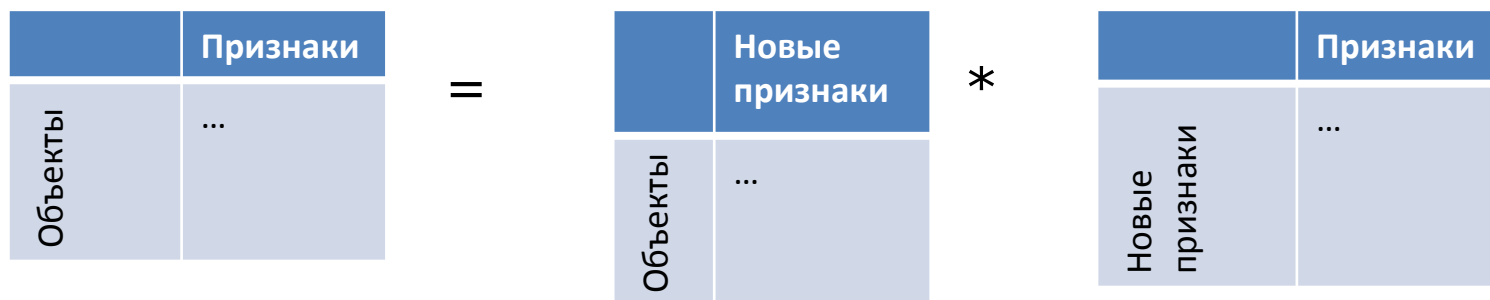 Признаки
Объекты
…
=
Новые
признаки
Объекты
…
*
Признаки
Новые
признаки
…